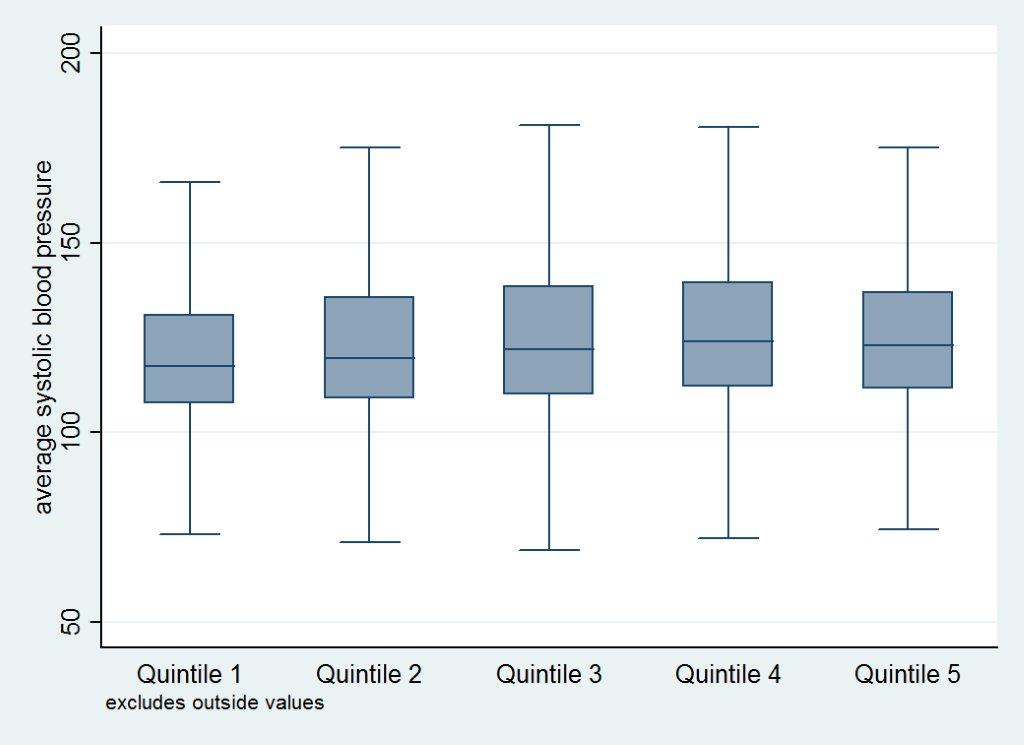 average systolic blood pressure
200
150
100
50
Quintile 1 Quintile 2 Quintile 3 Quintile 4 Quintile 5
excludes outside values